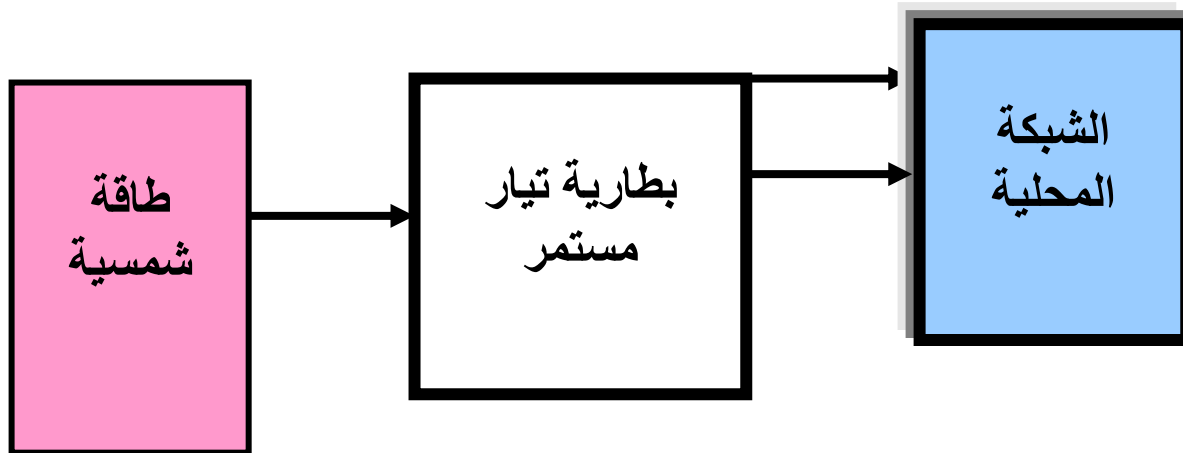 طاقة
شمسية
بطارية تيار
مستمر
الشبكة
المحلية